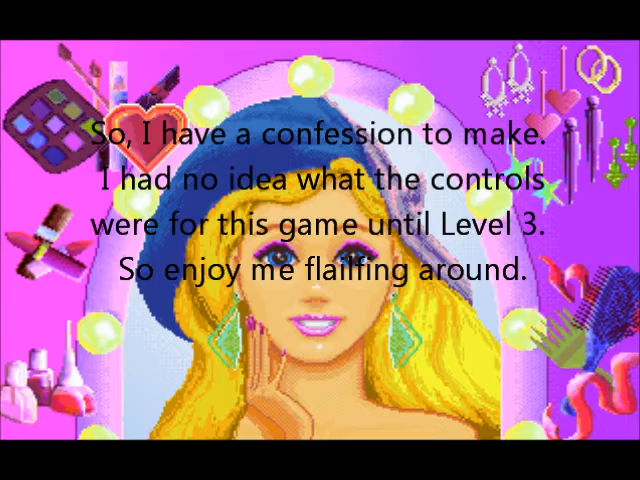 So, I have a confession to make.
I had no idea what the controls
were for this game until Level 3.
So enjoy me flailfing around.